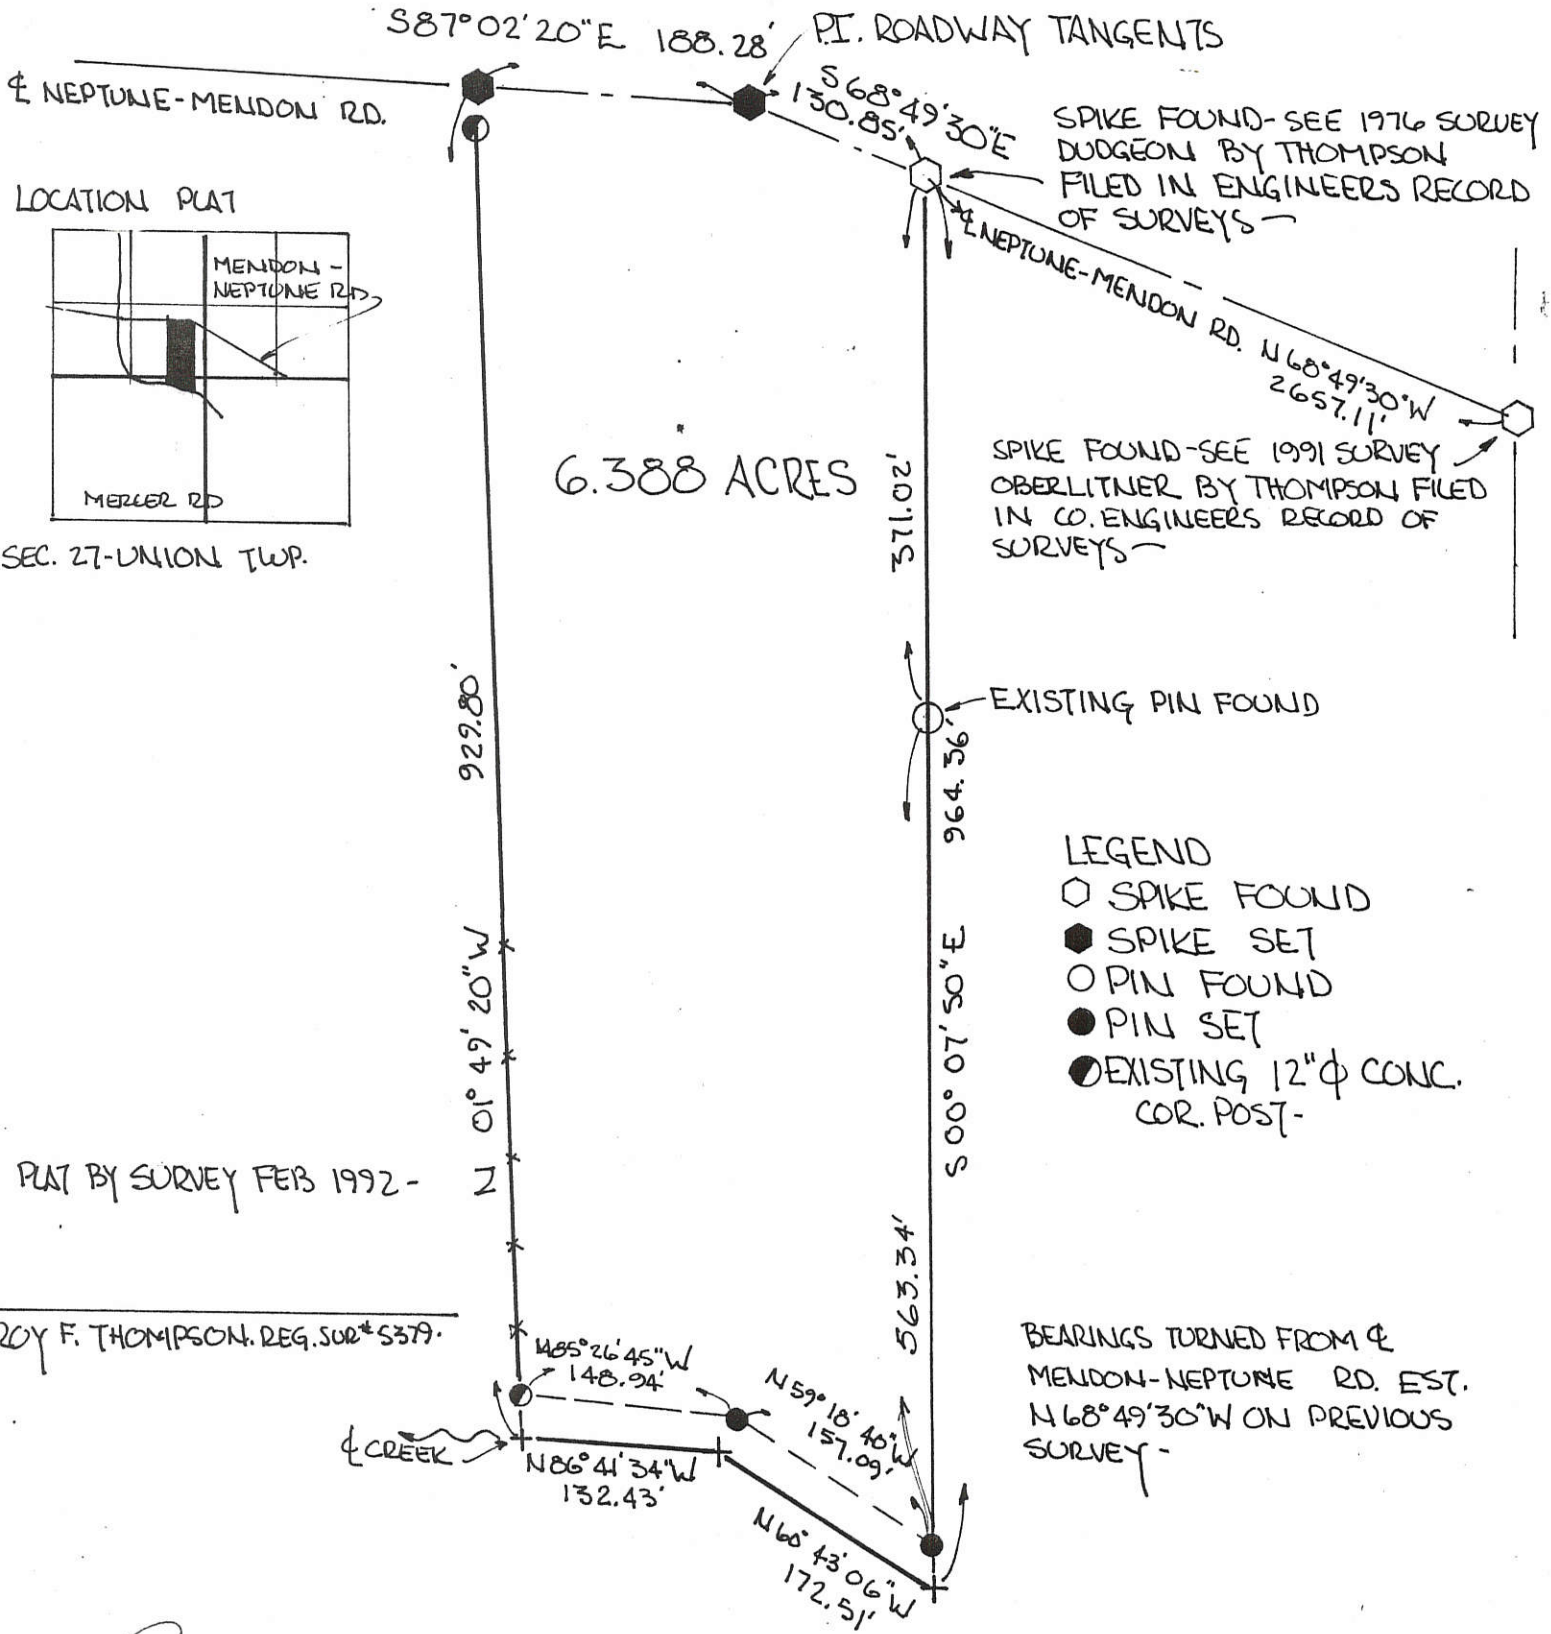 S87°02'20"E 188.28'
P.I. ROADWAY TANGENTS
℄ NEPTUNE-MENDON RD.
S68°49'30"E
130.85'
SPIKE FOUND-SEE 1976 SURVEY
DUDGEON BY THOMPSON
FILED IN ENGINEERS RECORD
OF SURVEYS-
LOCATION PLAT
MENDON-
NEPTUNE RD.
MERCER RD
SEC. 27-UNION TWP.
℄ NEPTUNE-MENDON RD. N68°49'30"W
2657.11'
6.388 ACRES
371.02'
SPIKE FOUND-SEE 1991 SURVEY
OBERLITNER BY THOMPSON FILED
IN CO. ENGINEERS RECORD OF
SURVEYS-
EXISTING PIN FOUND
N 01° 49' 20"W 929.80'
S 00° 07' 50"E 964.36'
LEGEND
SPIKE FOUND
SPIKE SET
PIN FOUND
PIN SET
EXISTING 12"ϕ CONC.
COR. POST-
PLAT BY SURVEY FEB 1992-
563.34'
ROY F. THOMPSON. REG. SUR#5379.
N85°26'45"W
148.94'
N59°18'40"W
157.09'
℄ CREEK
N86°41'34"W
132.43'
N60°43'06"W
172.51'
BEARINGS TURNED FROM ℄
MENDON-NEPTUNE RD. EST.
N68°49'30"W ON PREVIOUS
SURVEY-